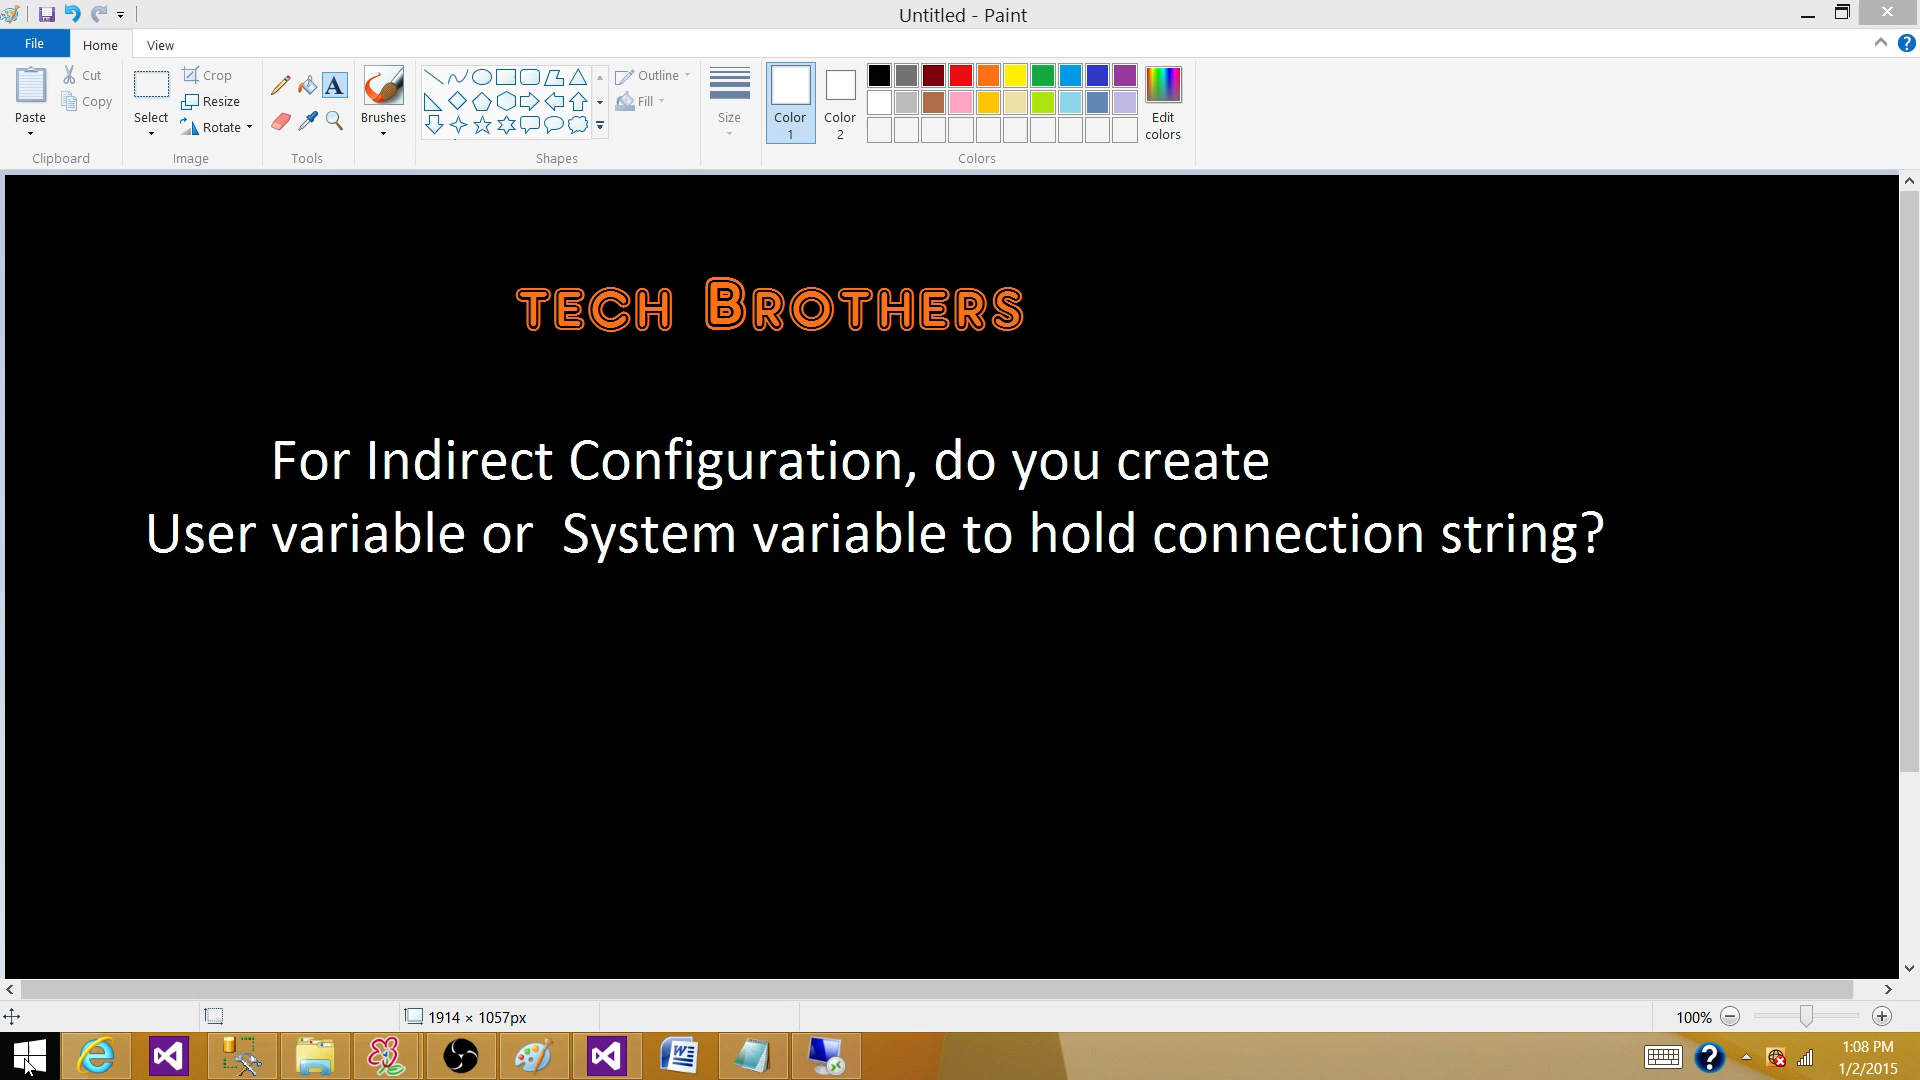 Untitled - Paint
File
Home
View
Paste
Cut
Copy
Clipboard
Select
Crop
Resize
Rotate
Image
A
Tools
Brushes
Shapes
Outline
Fill
Size
Color 1
Color 2
Edit colors
Colors
TECH BROTHERS
For Indirect Configuration, do you create
User variable or System variable to hold connection string?
1914 × 1057px
100%
1:08 PM
1/2/2015